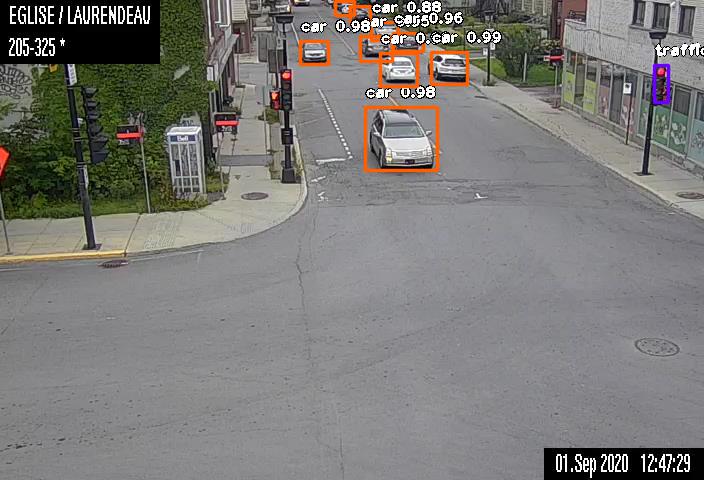 EGLISE / LAURENDEAU
205-325 *
car 0.88
car 0.96
car 0.98
car 0.99
traffic
car 0.98
Bell
01.Sep 2020 12:47:29